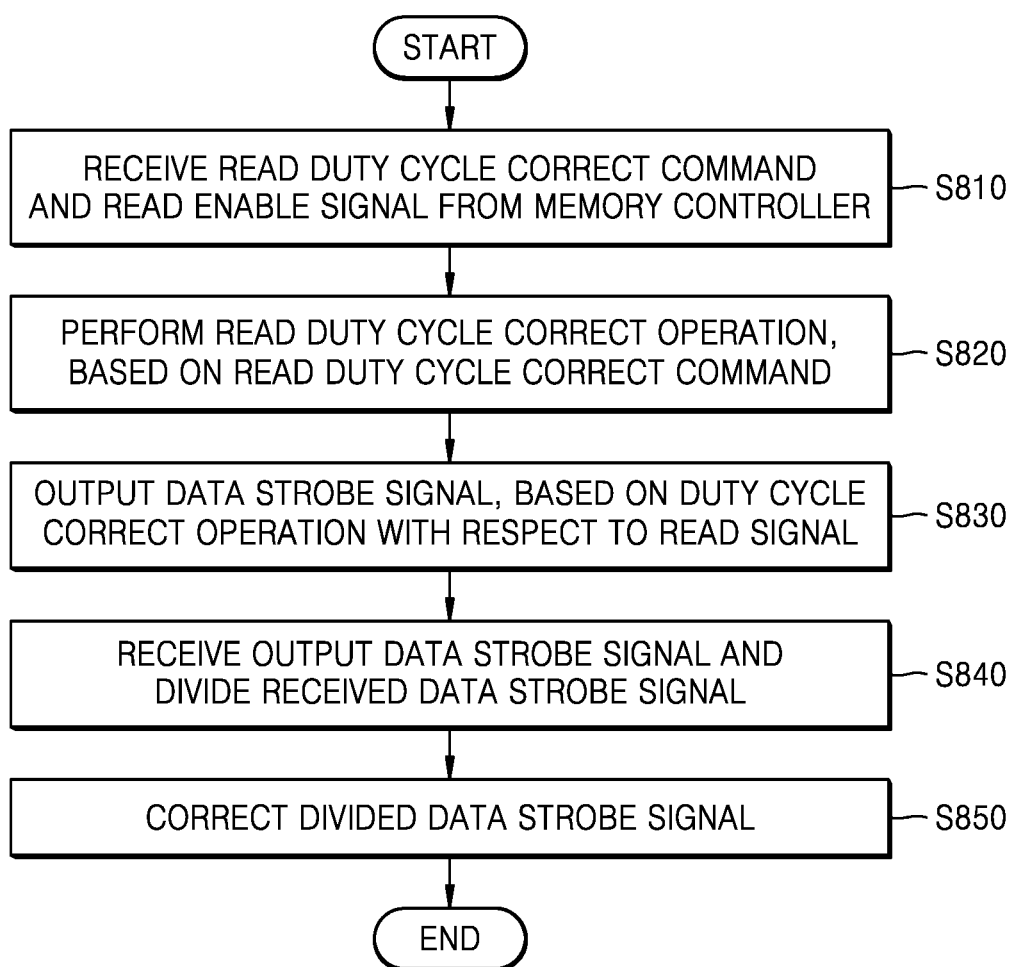 START
RECEIVE READ DUTY CYCLE CORRECT COMMAND
AND READ ENABLE SIGNAL FROM MEMORY CONTROLLER
S810
PERFORM READ DUTY CYCLE CORRECT OPERATION,
BASED ON READ DUTY CYCLE CORRECT COMMAND
S820
OUTPUT DATA STROBE SIGNAL, BASED ON DUTY CYCLE
CORRECT OPERATION WITH RESPECT TO READ SIGNAL
S830
RECEIVE OUTPUT DATA STROBE SIGNAL AND
DIVIDE RECEIVED DATA STROBE SIGNAL
S840
CORRECT DIVIDED DATA STROBE SIGNAL
S850
END